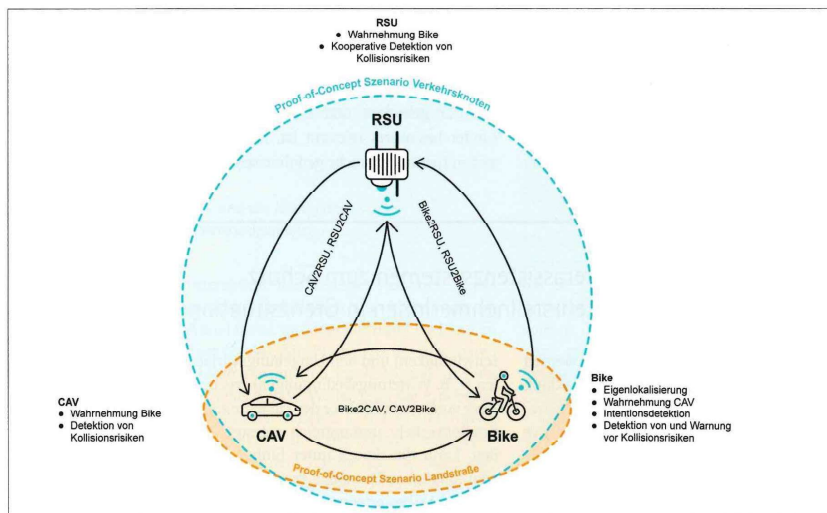 RSU
• Wahrnehmung Bike
• Kooperative Detektion von
Kollisionsrisiken
Proof-of-Concept Szenario Verkehrsknoten
RSU
CAV2RSU, RSU2CAV
Bike2RSU, RSU2Bike
CAV
• Wahrnehmung Bike
• Detektion von
Kollisionsrisiken
Bike2CAV, CAV2Bike
CAV
Bike
Bike
• Eigenlokalisierung
• Wahrnehmung CAV
• Intentionsdetektion
• Detektion von und Warnung
vor Kollisionsrisiken
Proof-of-Concept Szenario Landstraße